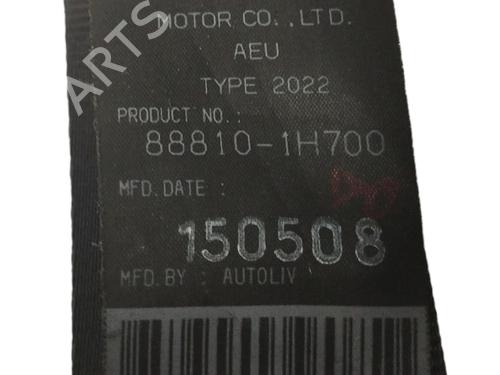 MOTOR CO.,LTD.
AEU
TYPE 2022
PRODUCT NO.:
88810-1H700
MFD.DATE :
150508
MFD.BY : AUTOLIV